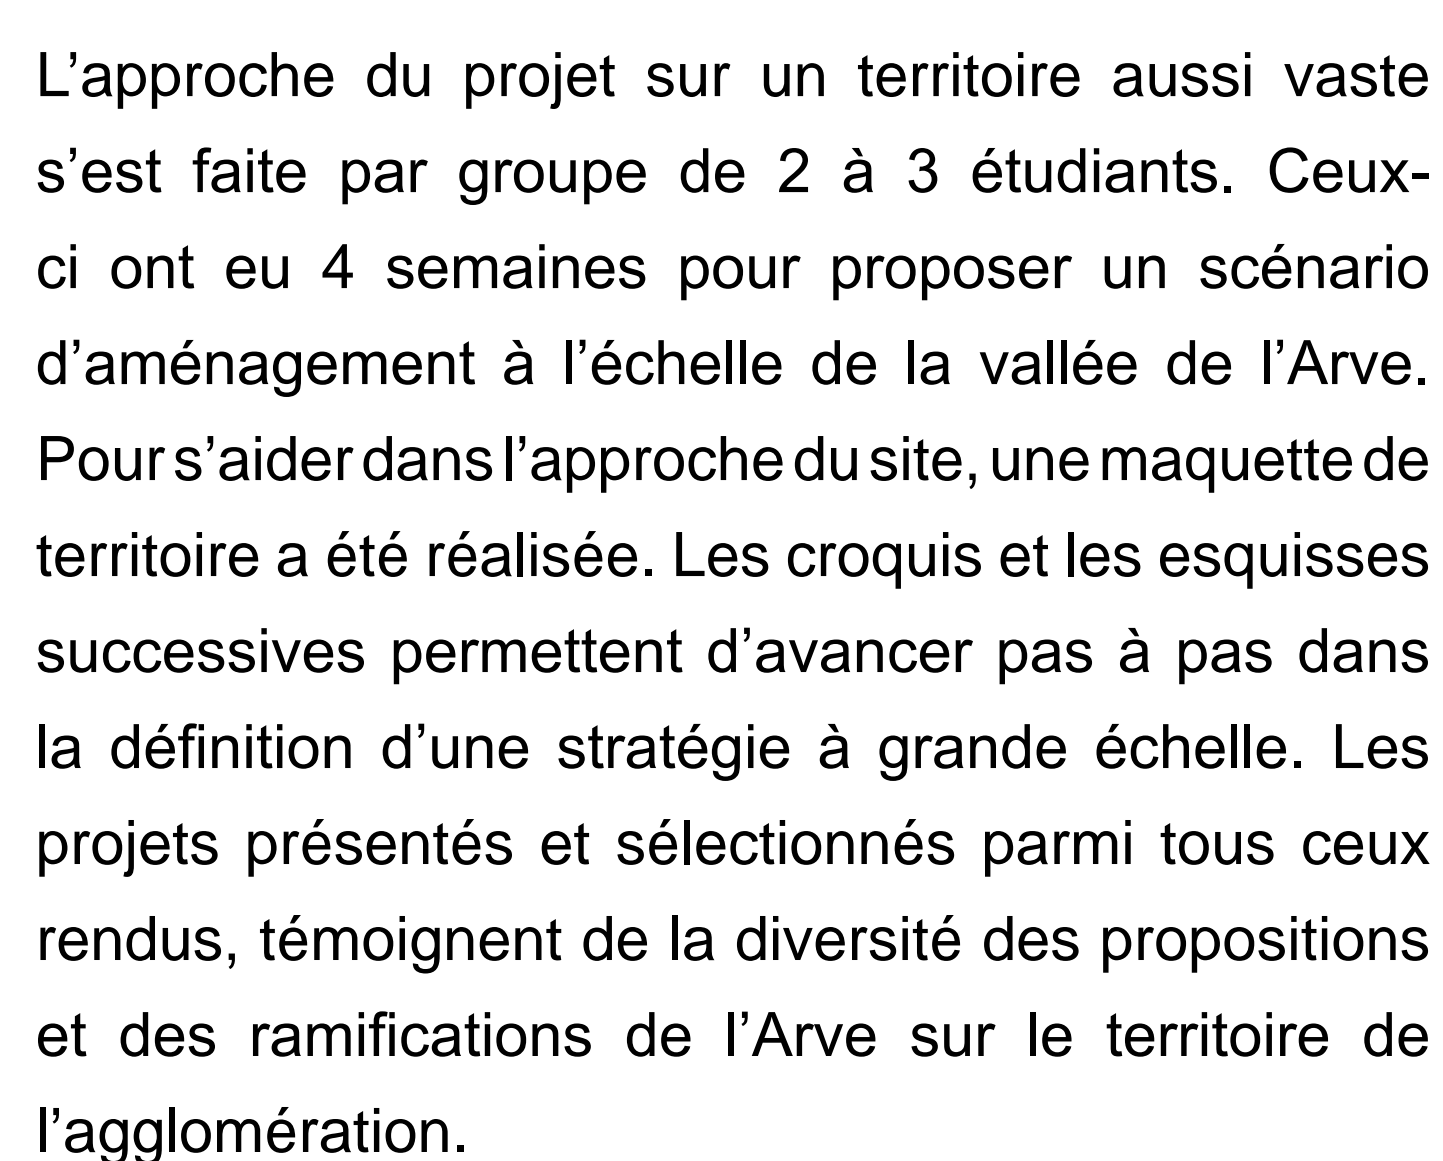 L’approche du projet sur un territoire aussi vaste
s’est faite par groupe de 2 à 3 étudiants. Ceux-
ci ont eu 4 semaines pour proposer un scénario
d’aménagement à l’échelle de la vallée de l’Arve.
Pour s’aider dans l’approche du site, une maquette de
territoire a été réalisée. Les croquis et les esquisses
successives permettent d’avancer pas à pas dans
la définition d’une stratégie à grande échelle. Les
projets présentés et sélectionnés parmi tous ceux
rendus, témoignent de la diversité des propositions
et des ramifications de l’Arve sur le territoire de
l’agglomération.